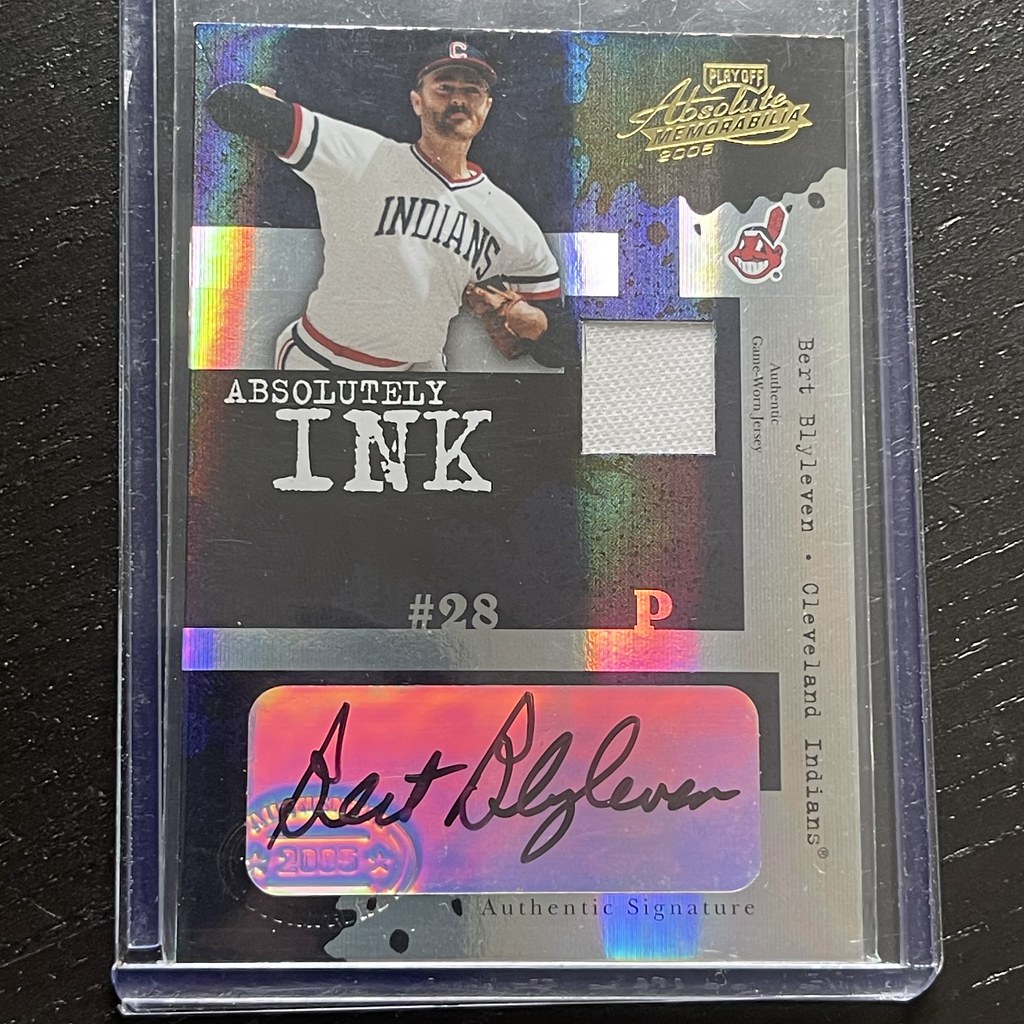 C
PLAYOFF
Absolute
MEMORABILIA
2005
INDIANS
Bert Blyleven • Cleveland Indians®
Authentic
Game-Worn Jersey
ABSOLUTELY
INK
#28
P
Bert Blyleven
2005
Authentic Signature